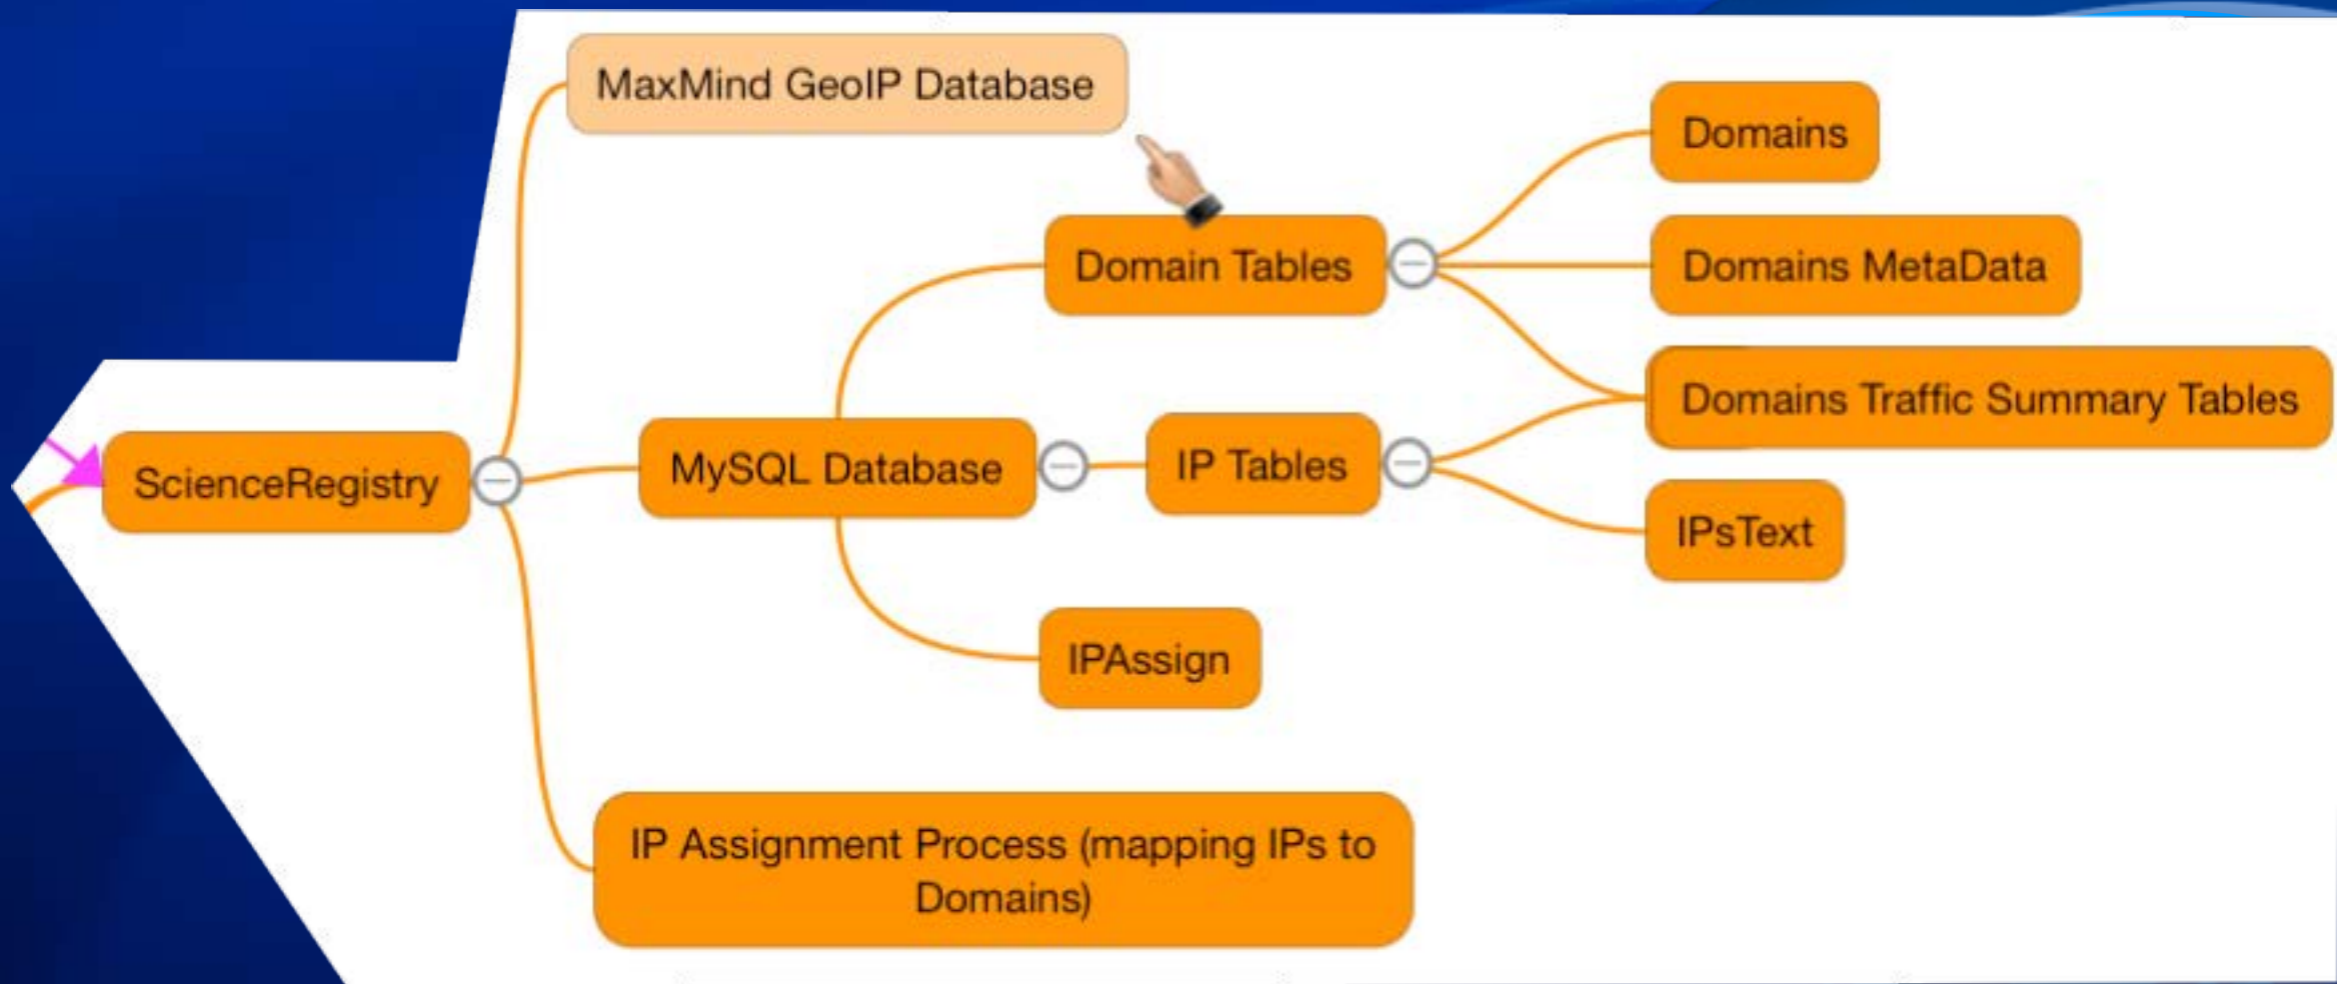 MaxMind GeoIP Database
Domains
Domain Tables
Domains MetaData
Domains Traffic Summary Tables
ScienceRegistry
MySQL Database
IP Tables
IPsText
IPAssign
IP Assignment Process (mapping IPs to
Domains)